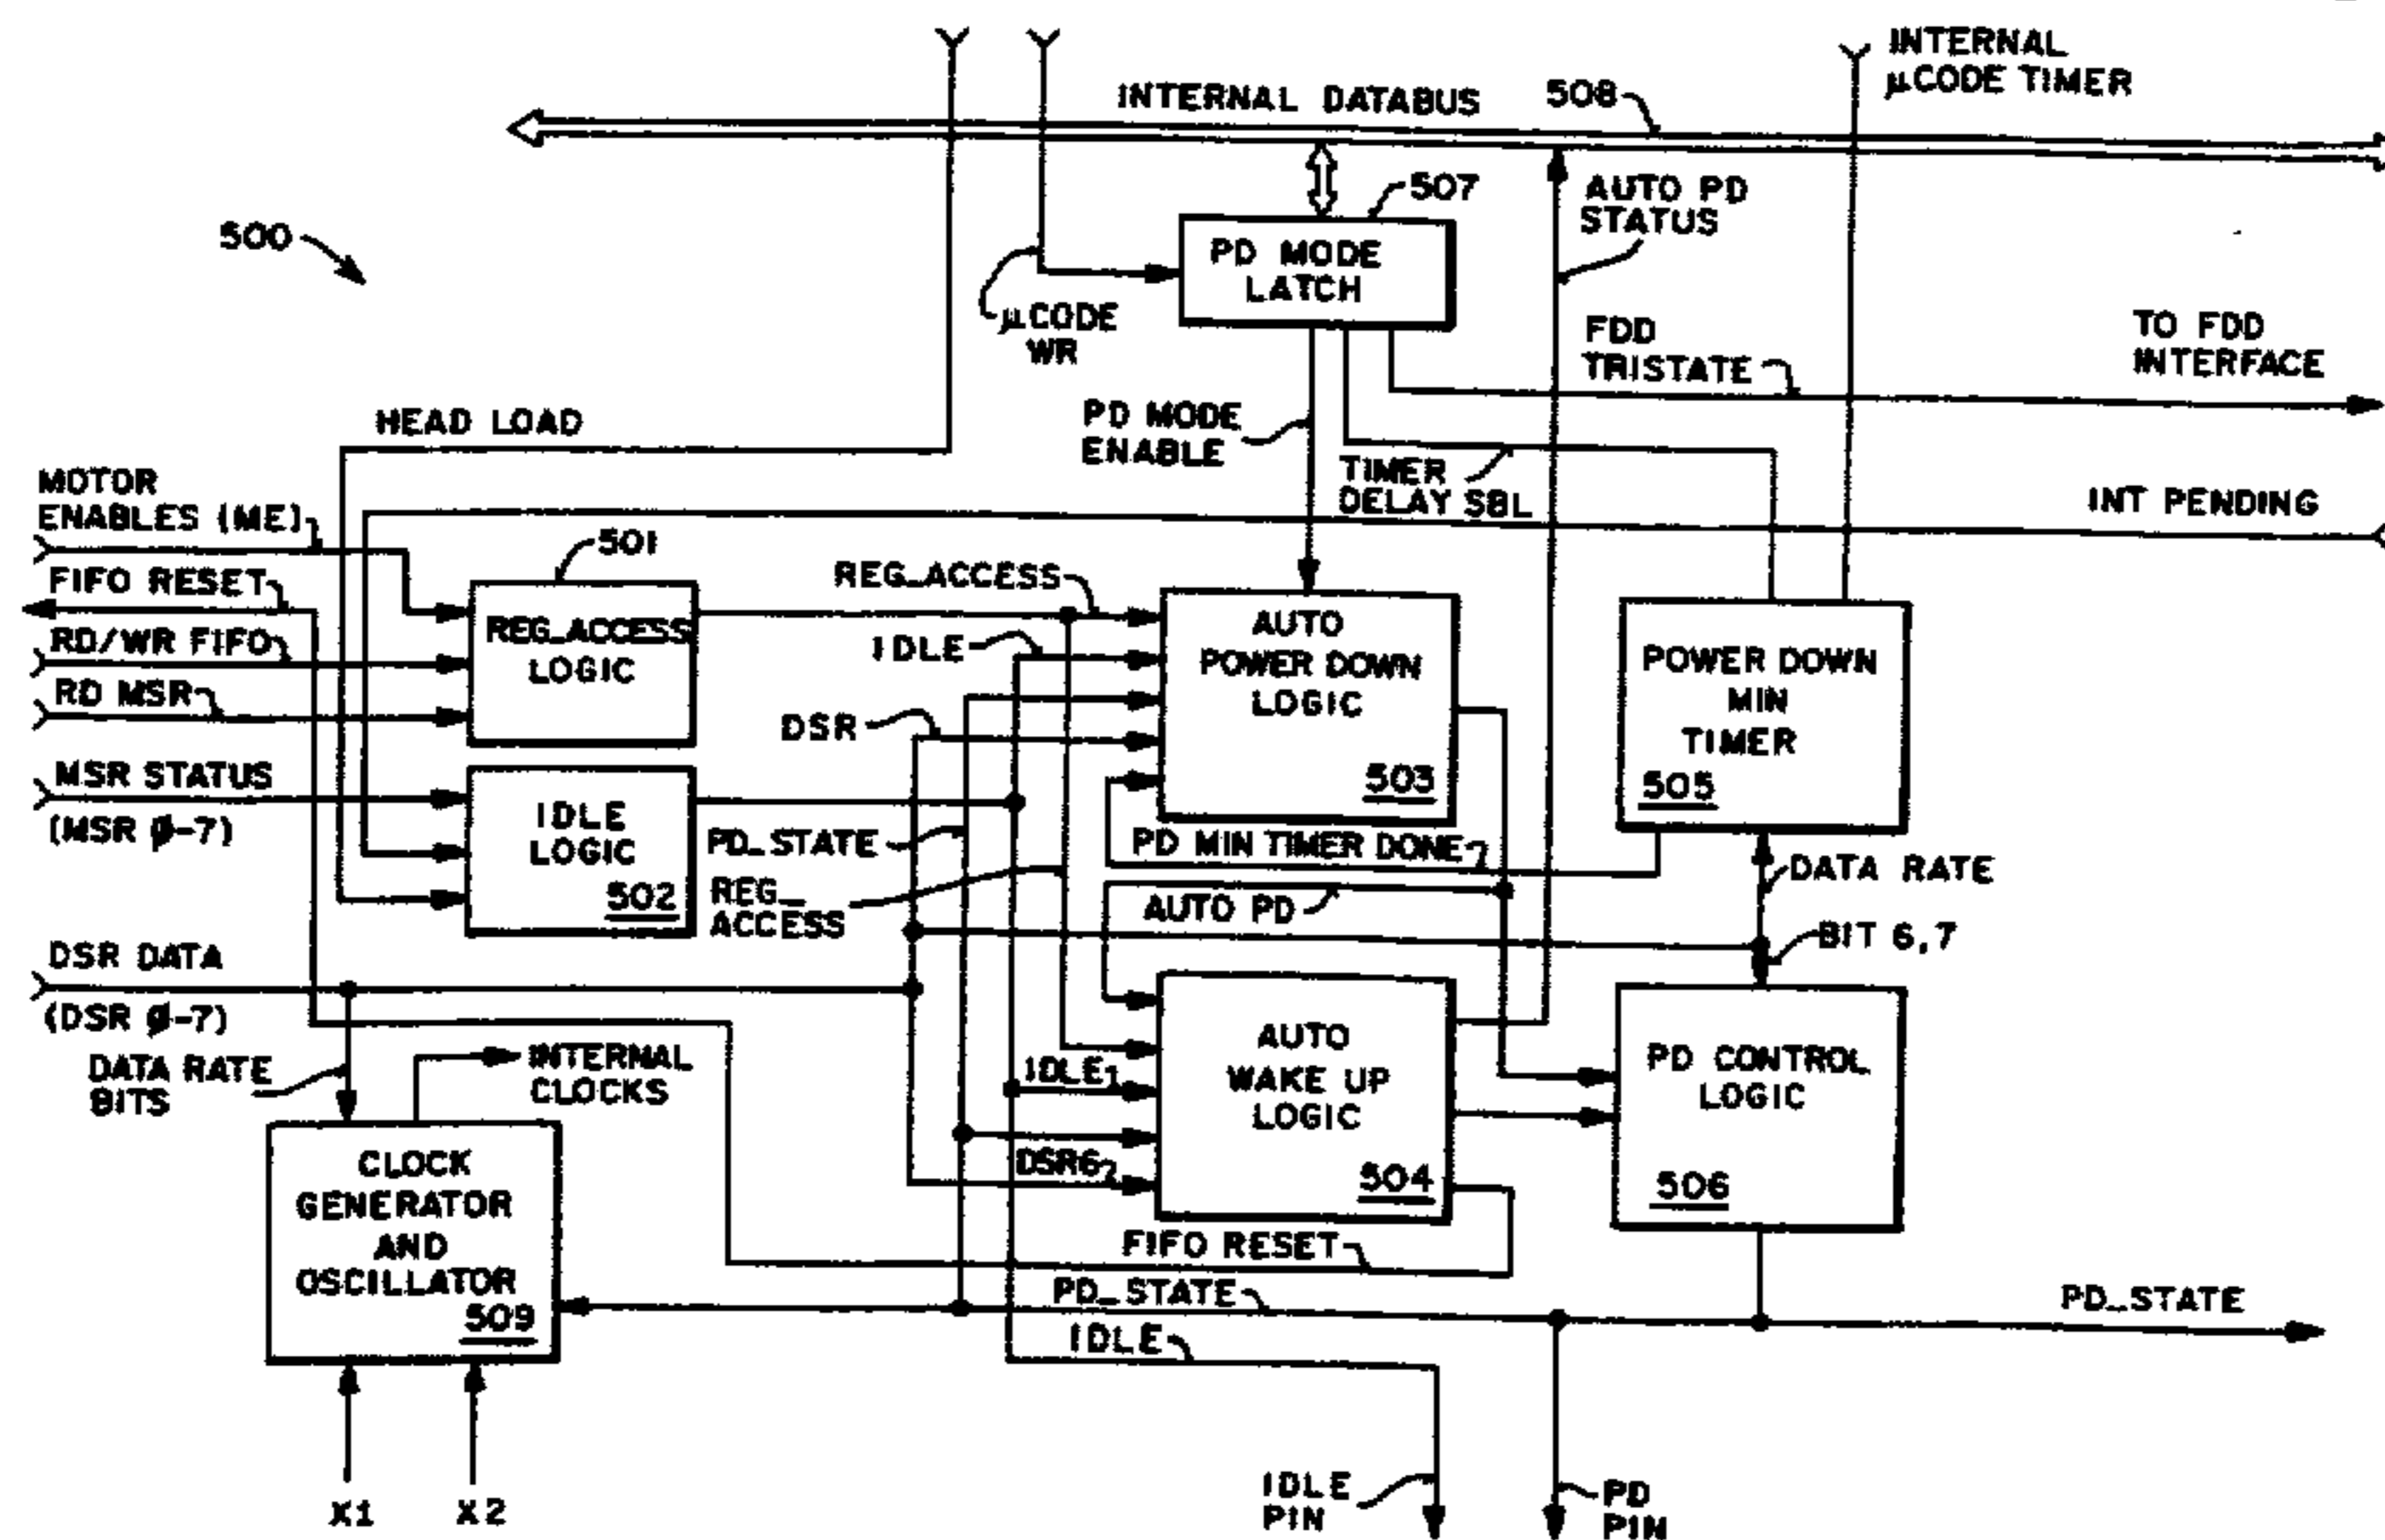 INTERNAL
µCODE TIMER
INTERNAL DATABUS
508
500
507
PD MODE
LATCH
AUTO PD
STATUS
µCODE
WR
FDD
TRISTATE
TO FDD
INTERFACE
HEAD LOAD
PD MODE
ENABLE
TIMER
DELAY SBL
INT PENDING
MOTOR
ENABLES (ME)
FIFO RESET
RD/WR FIFO
RD MSR
501
REG_ACCESS
LOGIC
REG_ACCESS
IDLE
DSR
AUTO
POWER DOWN
LOGIC
503
POWER DOWN
MIN
TIMER
505
MSR STATUS
(MSR Ø-7)
IDLE
LOGIC
502
PD_STATE
REG_
ACCESS
PD MIN TIMER DONE
AUTO PD
DATA RATE
BIT 6,7
DSR DATA
(DSR Ø-7)
DATA RATE
BITS
INTERNAL
CLOCKS
IDLE
DSR6
AUTO
WAKE UP
LOGIC
504
PD CONTROL
LOGIC
506
CLOCK
GENERATOR
AND
OSCILLATOR
509
FIFO RESET
PD_STATE
PD_STATE
IDLE
X1
X2
IDLE
PIN
PD
PIN